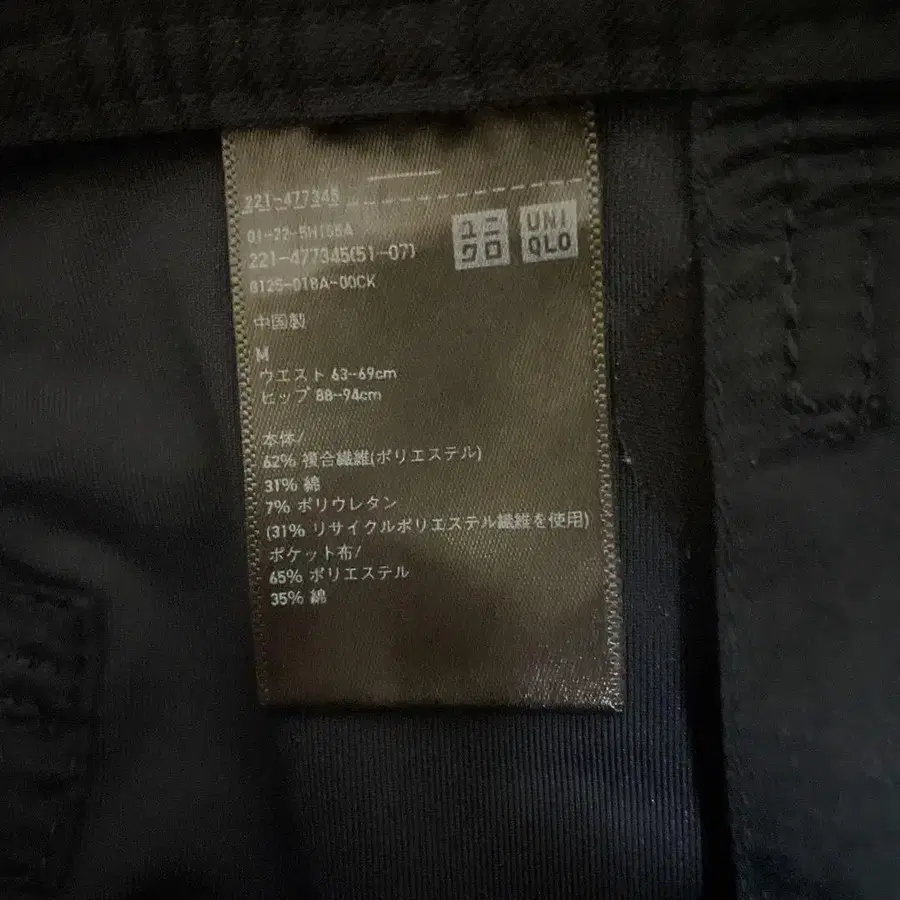 221-477345
01-22-5H165A
221-477345(51-07)
0125-018A-00CK
ユニクロ
UNIQLO
中国製
M
ウエスト 63-69cm
ヒップ 88-94cm
本体/
62% 複合繊維(ポリエステル)
31% 綿
7% ポリウレタン
(31% リサイクルポリエステル繊維を使用)
ポケット布/
65% ポリエステル
35% 綿